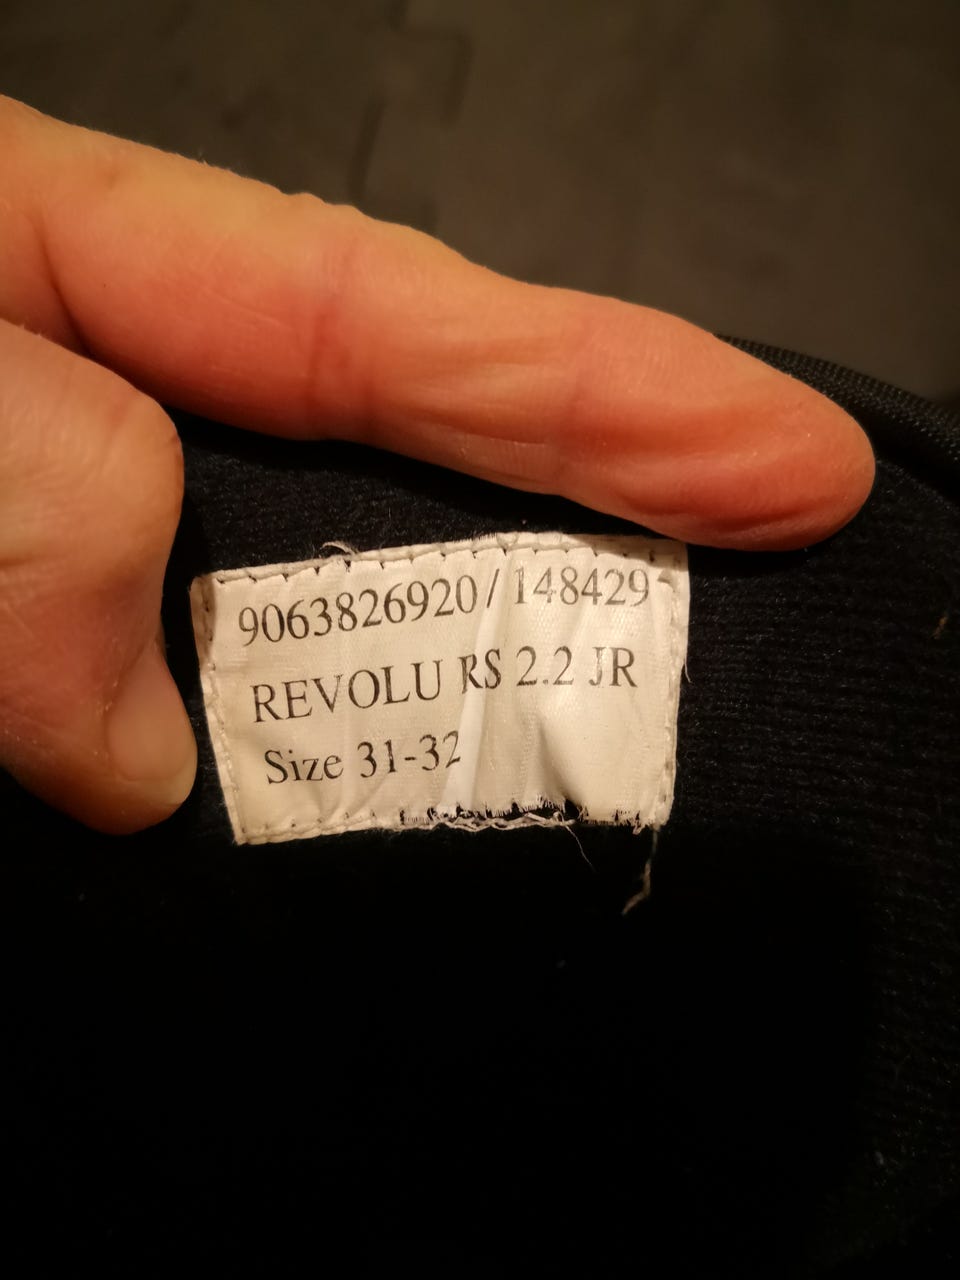 9063826920 / 148429
REVOLU RS 2.2 JR
Size 31-32